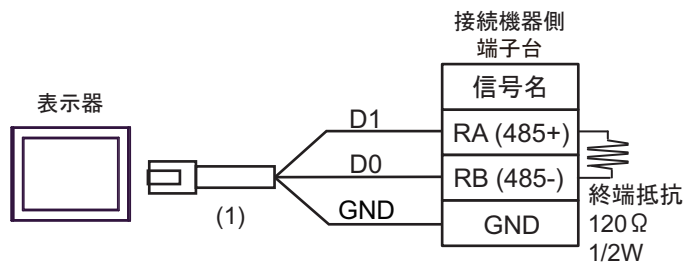 接続機器側
端子台
信号名
表示器
D1
RA (485+)
D0
RB (485-)
GND
GND
(1)
終端抵抗
120Ω
1/2W